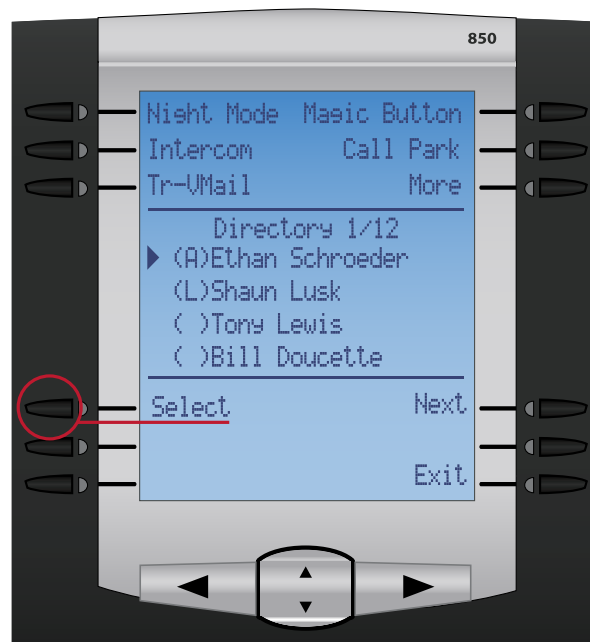 850
Night Mode Magic Button
Intercom Call Park
Tr-VMail More
Directory 1/12
(A)Ethan Schroeder
(L)Shaun Lusk
( )Tony Lewis
( )Bill Doucette
Select Next
Exit